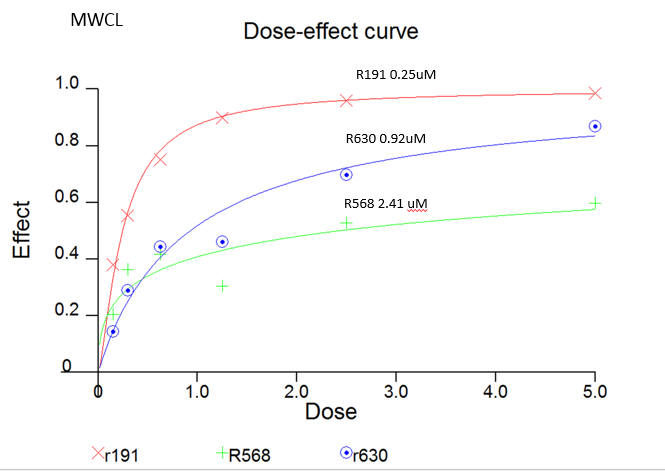 MWCL
Dose-effect curve
R191 0.25uM
R630 0.92uM
R568 2.41 uM
Effect
1.0
0.8
0.6
0.4
0.2
0
0 1.0 2.0 3.0 4.0 5.0
Dose
r191 R568 r630